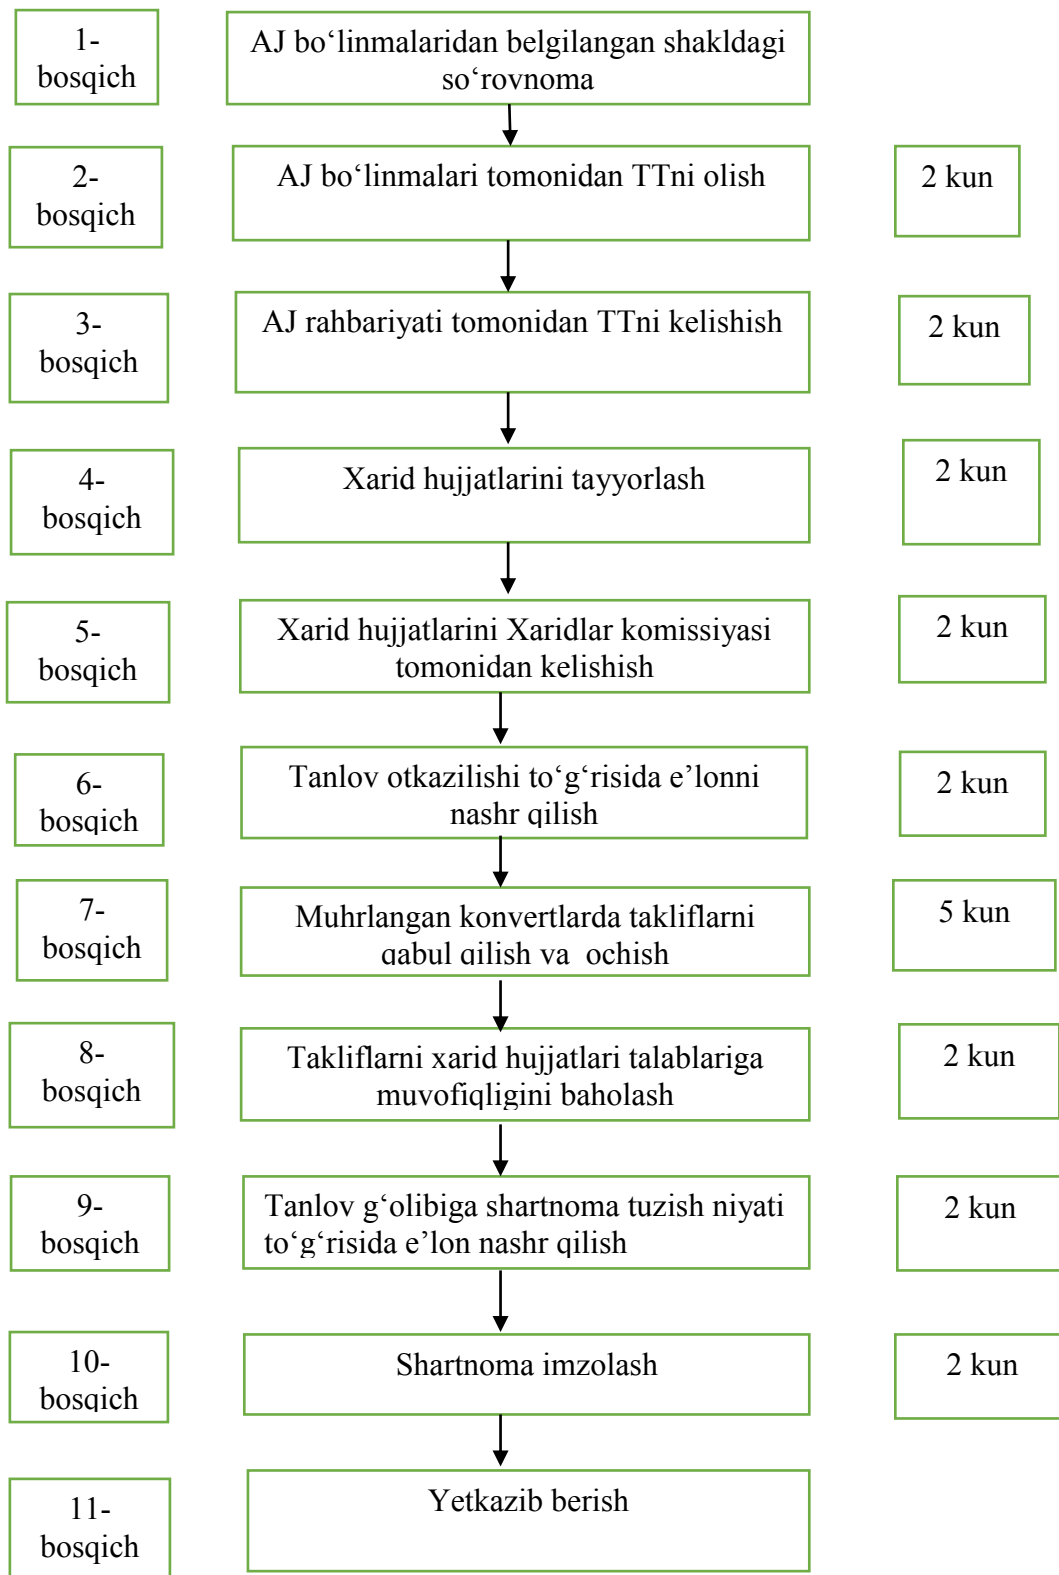 1-
bosqich
AJ bo‘linmalaridan belgilangan shakldagi
so‘rovnoma
2-
bosqich
AJ bo‘linmalari tomonidan TTni olish
2 kun
3-
bosqich
AJ rahbariyati tomonidan TTni kelishish
2 kun
4-
bosqich
Xarid hujjatlarini tayyorlash
2 kun
5-
bosqich
Xarid hujjatlarini Xaridlar komissiyasi
tomonidan kelishish
2 kun
6-
bosqich
Tanlov otkazilishi to‘g‘risida e’lonni
nashr qilish
2 kun
7-
bosqich
Muhrlangan konvertlarda takliflarni
qabul qilish va  ochish
5 kun
8-
bosqich
Takliflarni xarid hujjatlari talablariga
muvofiqligini baholash
2 kun
9-
bosqich
Tanlov g‘olibiga shartnoma tuzish niyati
to‘g‘risida e’lon nashr qilish
2 kun
10-
bosqich
Shartnoma imzolash
2 kun
11-
bosqich
Yetkazib berish